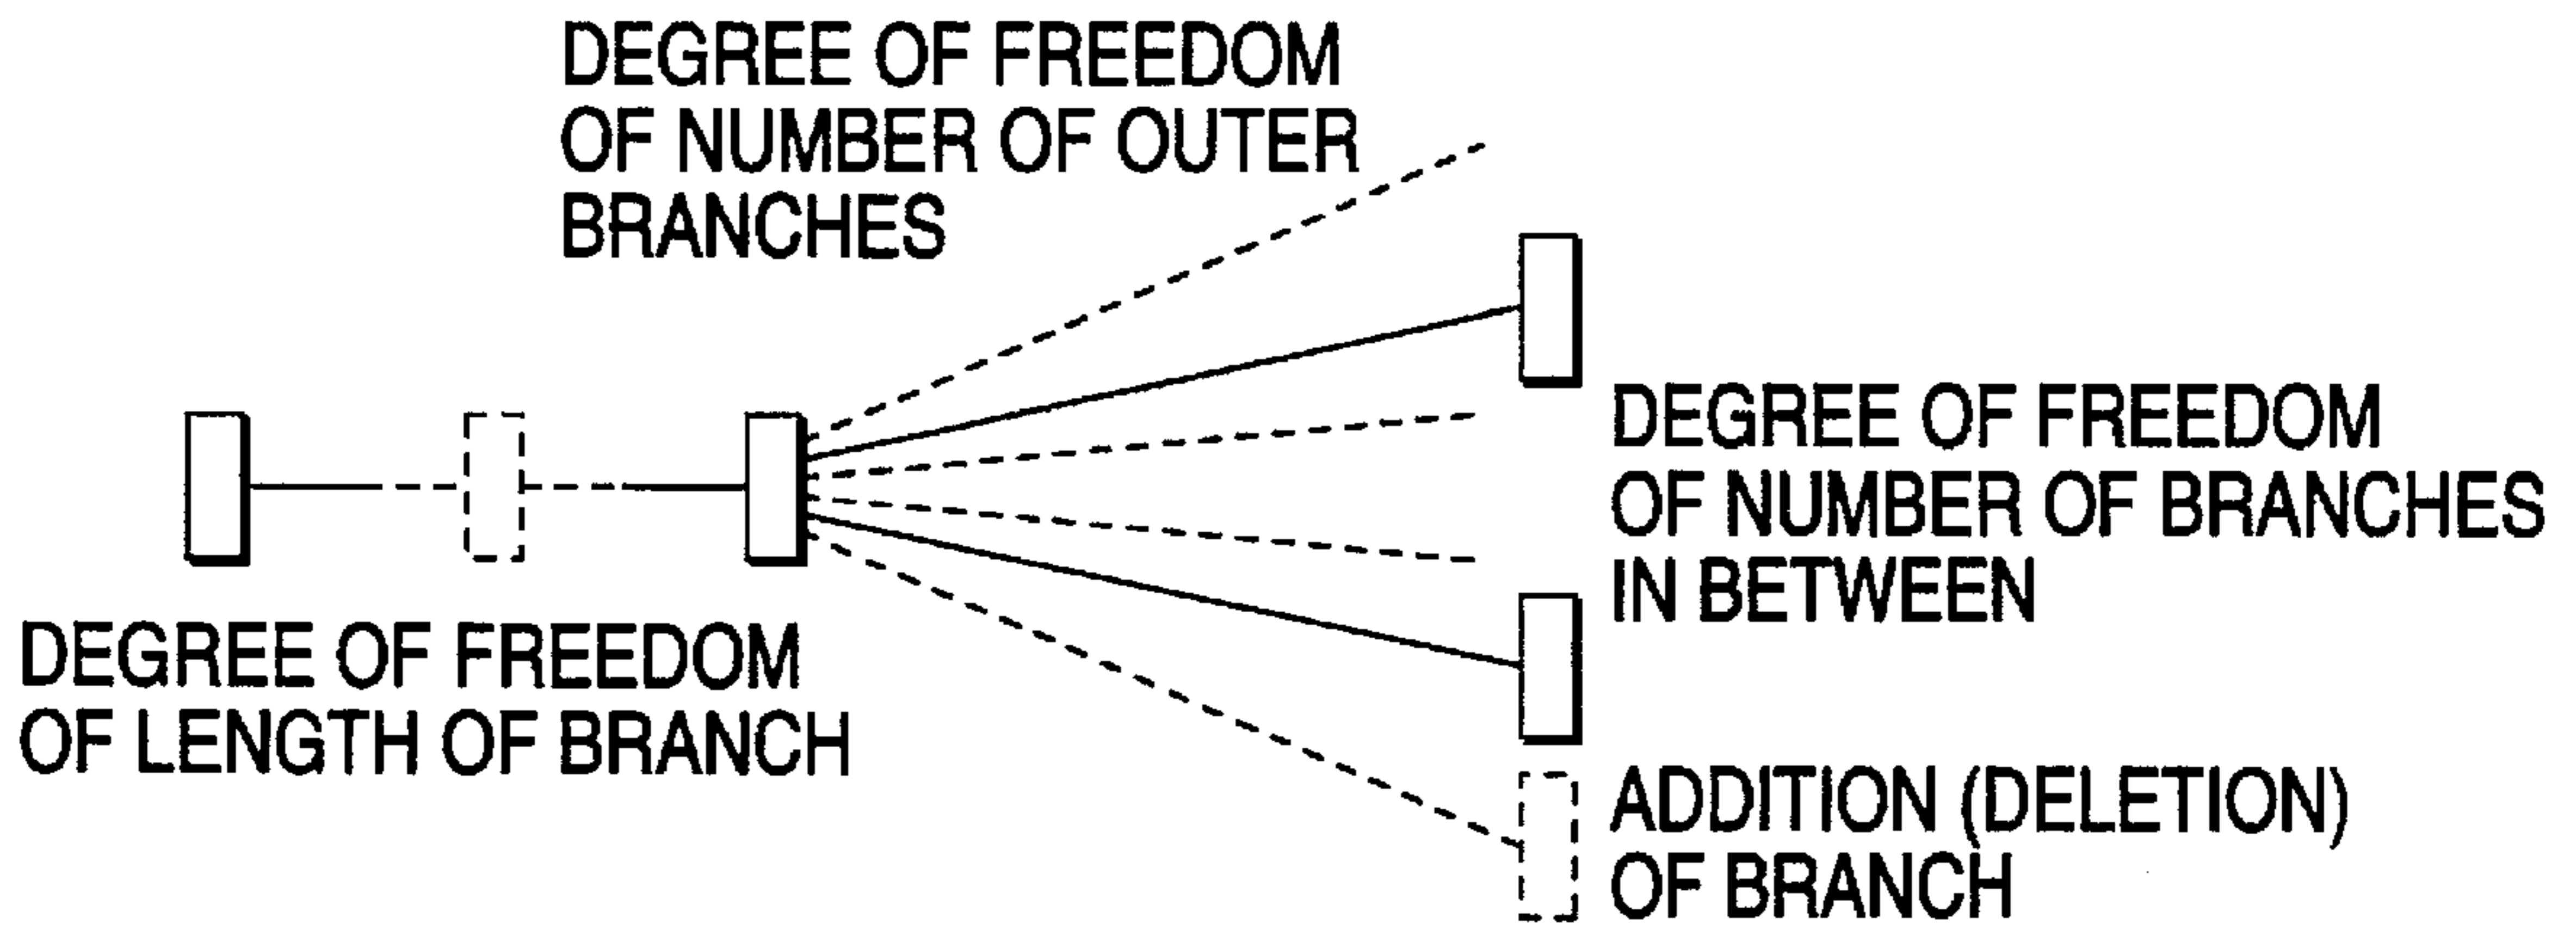 DEGREE OF FREEDOM
OF NUMBER OF OUTER
BRANCHES
DEGREE OF FREEDOM
OF NUMBER OF BRANCHES
IN BETWEEN
DEGREE OF FREEDOM
OF LENGTH OF BRANCH
ADDITION (DELETION)
OF BRANCH